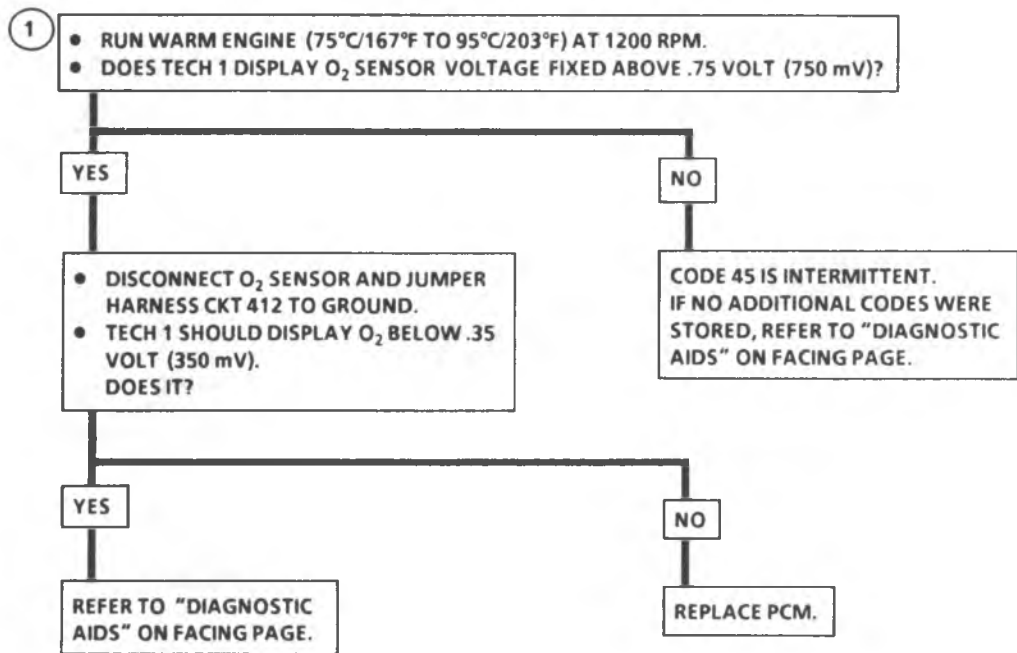 1
• RUN WARM ENGINE (75°C/167°F TO 95°C/203°F) AT 1200 RPM.
• DOES TECH 1 DISPLAY O₂ SENSOR VOLTAGE FIXED ABOVE .75 VOLT (750 mV)?
YES
NO
• DISCONNECT O₂ SENSOR AND JUMPER
HARNESS CKT 412 TO GROUND.
• TECH 1 SHOULD DISPLAY O₂ BELOW .35
VOLT (350 mV).
DOES IT?
CODE 45 IS INTERMITTENT.
IF NO ADDITIONAL CODES WERE
STORED, REFER TO "DIAGNOSTIC
AIDS" ON FACING PAGE.
YES
NO
REFER TO "DIAGNOSTIC
AIDS" ON FACING PAGE.
REPLACE PCM.